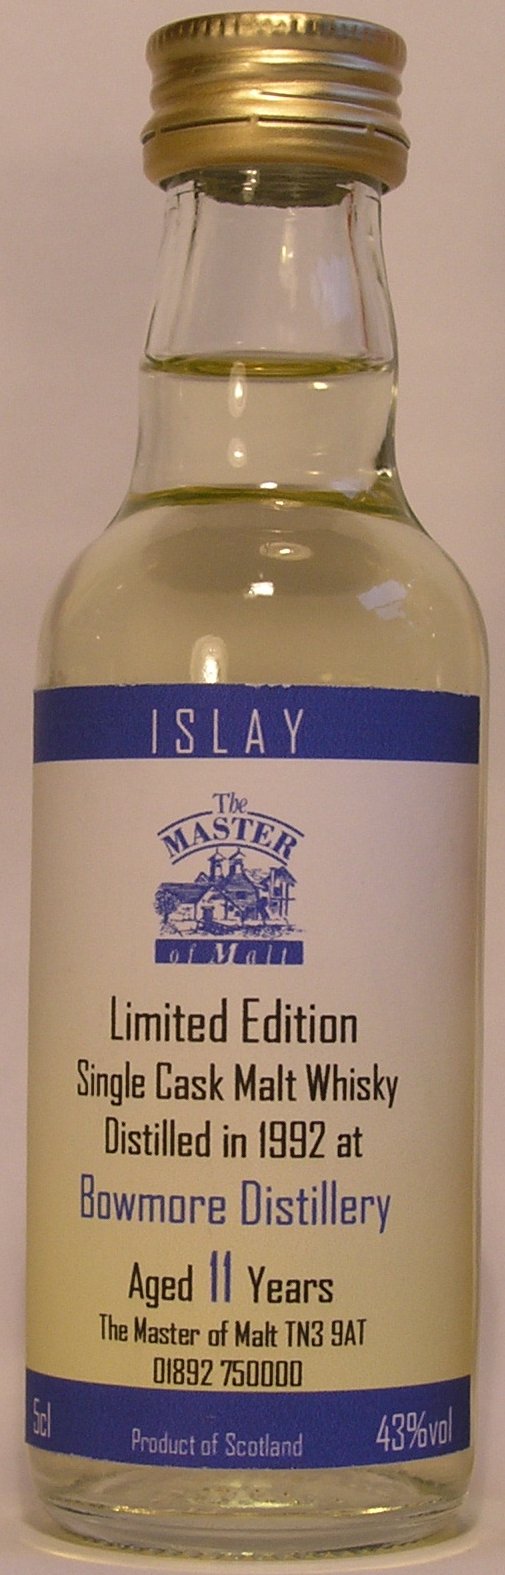 ISLAY
The
MASTER
of Malt
Limited Edition
Single Cask Malt Whisky
Distilled in 1992 at
Bowmore Distillery
Aged 11 Years
The Master of Malt TN3 9AT
01892 750000
5cl Product of Scotland 43%vol